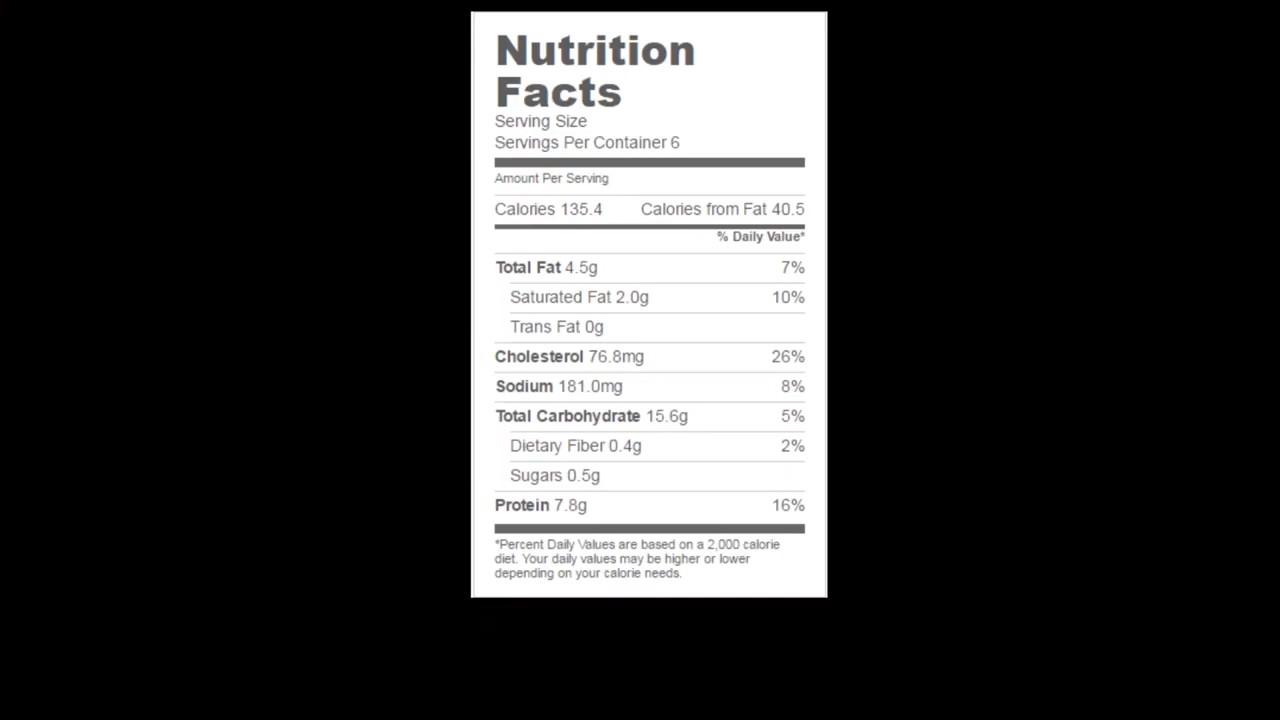 Nutrition
Facts
Serving Size
Servings Per Container 6
Amount Per Serving
Calories 135.4 Calories from Fat 40.5
% Daily Value*
Total Fat 4.5g 7%
Saturated Fat 2.0g 10%
Trans Fat 0g
Cholesterol 76.8mg 26%
Sodium 181.0mg 8%
Total Carbohydrate 15.6g 5%
Dietary Fiber 0.4g 2%
Sugars 0.5g
Protein 7.8g 16%
*Percent Daily Values are based on a 2,000 calorie
diet. Your daily values may be higher or lower
depending on your calorie needs.